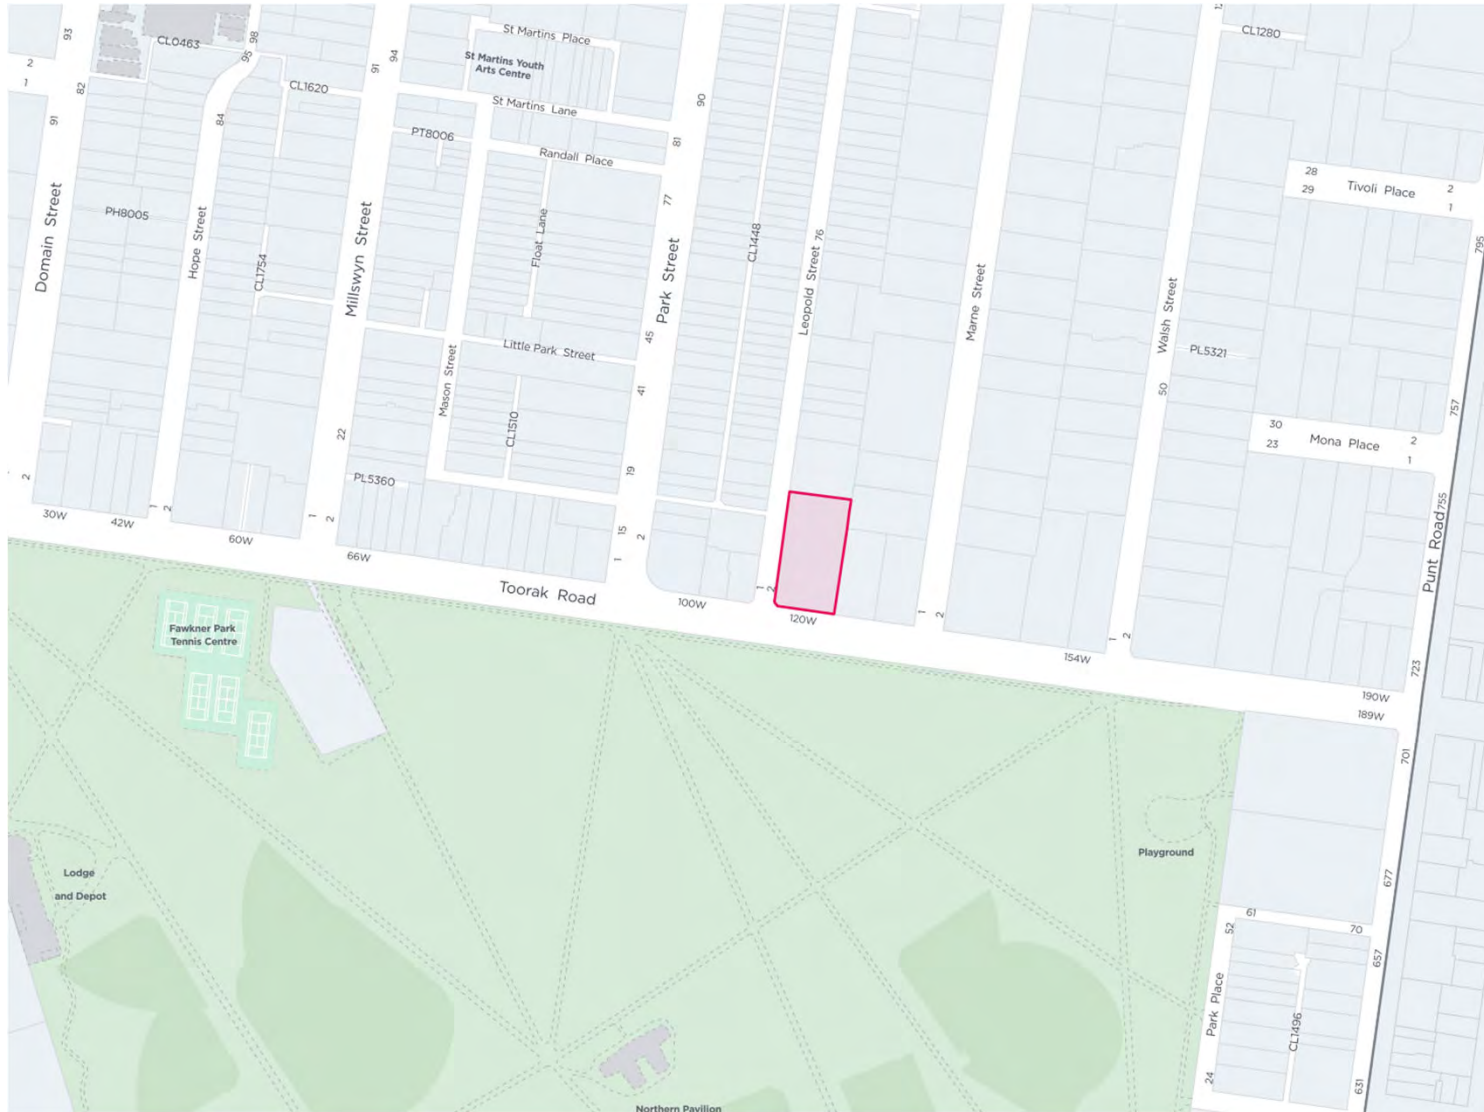 93
98
CL0463
95
2
1
82
91
CL1620
84
91
94
St Martins Place
St Martins Youth
Arts Centre
St Martins Lane
PT8006
Randall Place
90
81
77
CL1280
28
Tivoli Place
2
29
1
795
Domain Street
PH8005
Hope Street
CL1754
Millswyn Street
Float Lane
Park Street
CL1448
Leopold Street
76
Marne Street
Walsh Street
PL5321
50
757
45
Little Park Street
41
Mason Street
CL1510
22
19
PL5360
30
Mona Place
2
23
1
755
Punt Road
2
30W
42W
1
2
60W
1
2
66W
15
1
2
Toorak Road
100W
1
2
120W
1
2
154W
1
2
723
190W
189W
701
Fawkner Park
Tennis Centre
Playground
677
Lodge
and Depot
61
70
52
657
Park Place
CL1496
24
631
Northern Pavilion